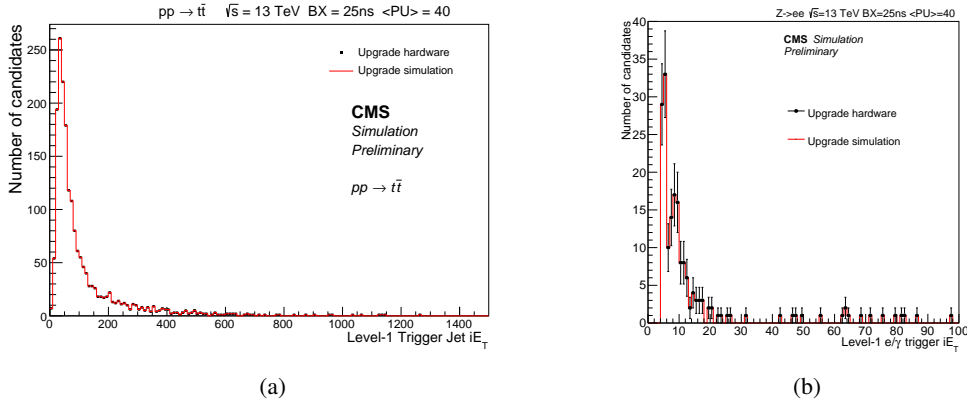 pp → tt̄ √s = 13 TeV BX = 25ns <PU> = 40
Number of candidates
250
200
150
100
50
0
Upgrade hardware
Upgrade simulation
CMS
Simulation
Preliminary
pp → tt̄
0 200 400 600 800 1000 1200 1400
Level-1 Trigger Jet iE_T
(a)
Z->ee √s=13 TeV BX=25ns <PU>=40
Number of candidates
40
35
30
25
20
15
10
5
0
CMS Simulation
Preliminary
Upgrade hardware
Upgrade simulation
0 10 20 30 40 50 60 70 80 90 100
Level-1 e/γ trigger iE_T
(b)